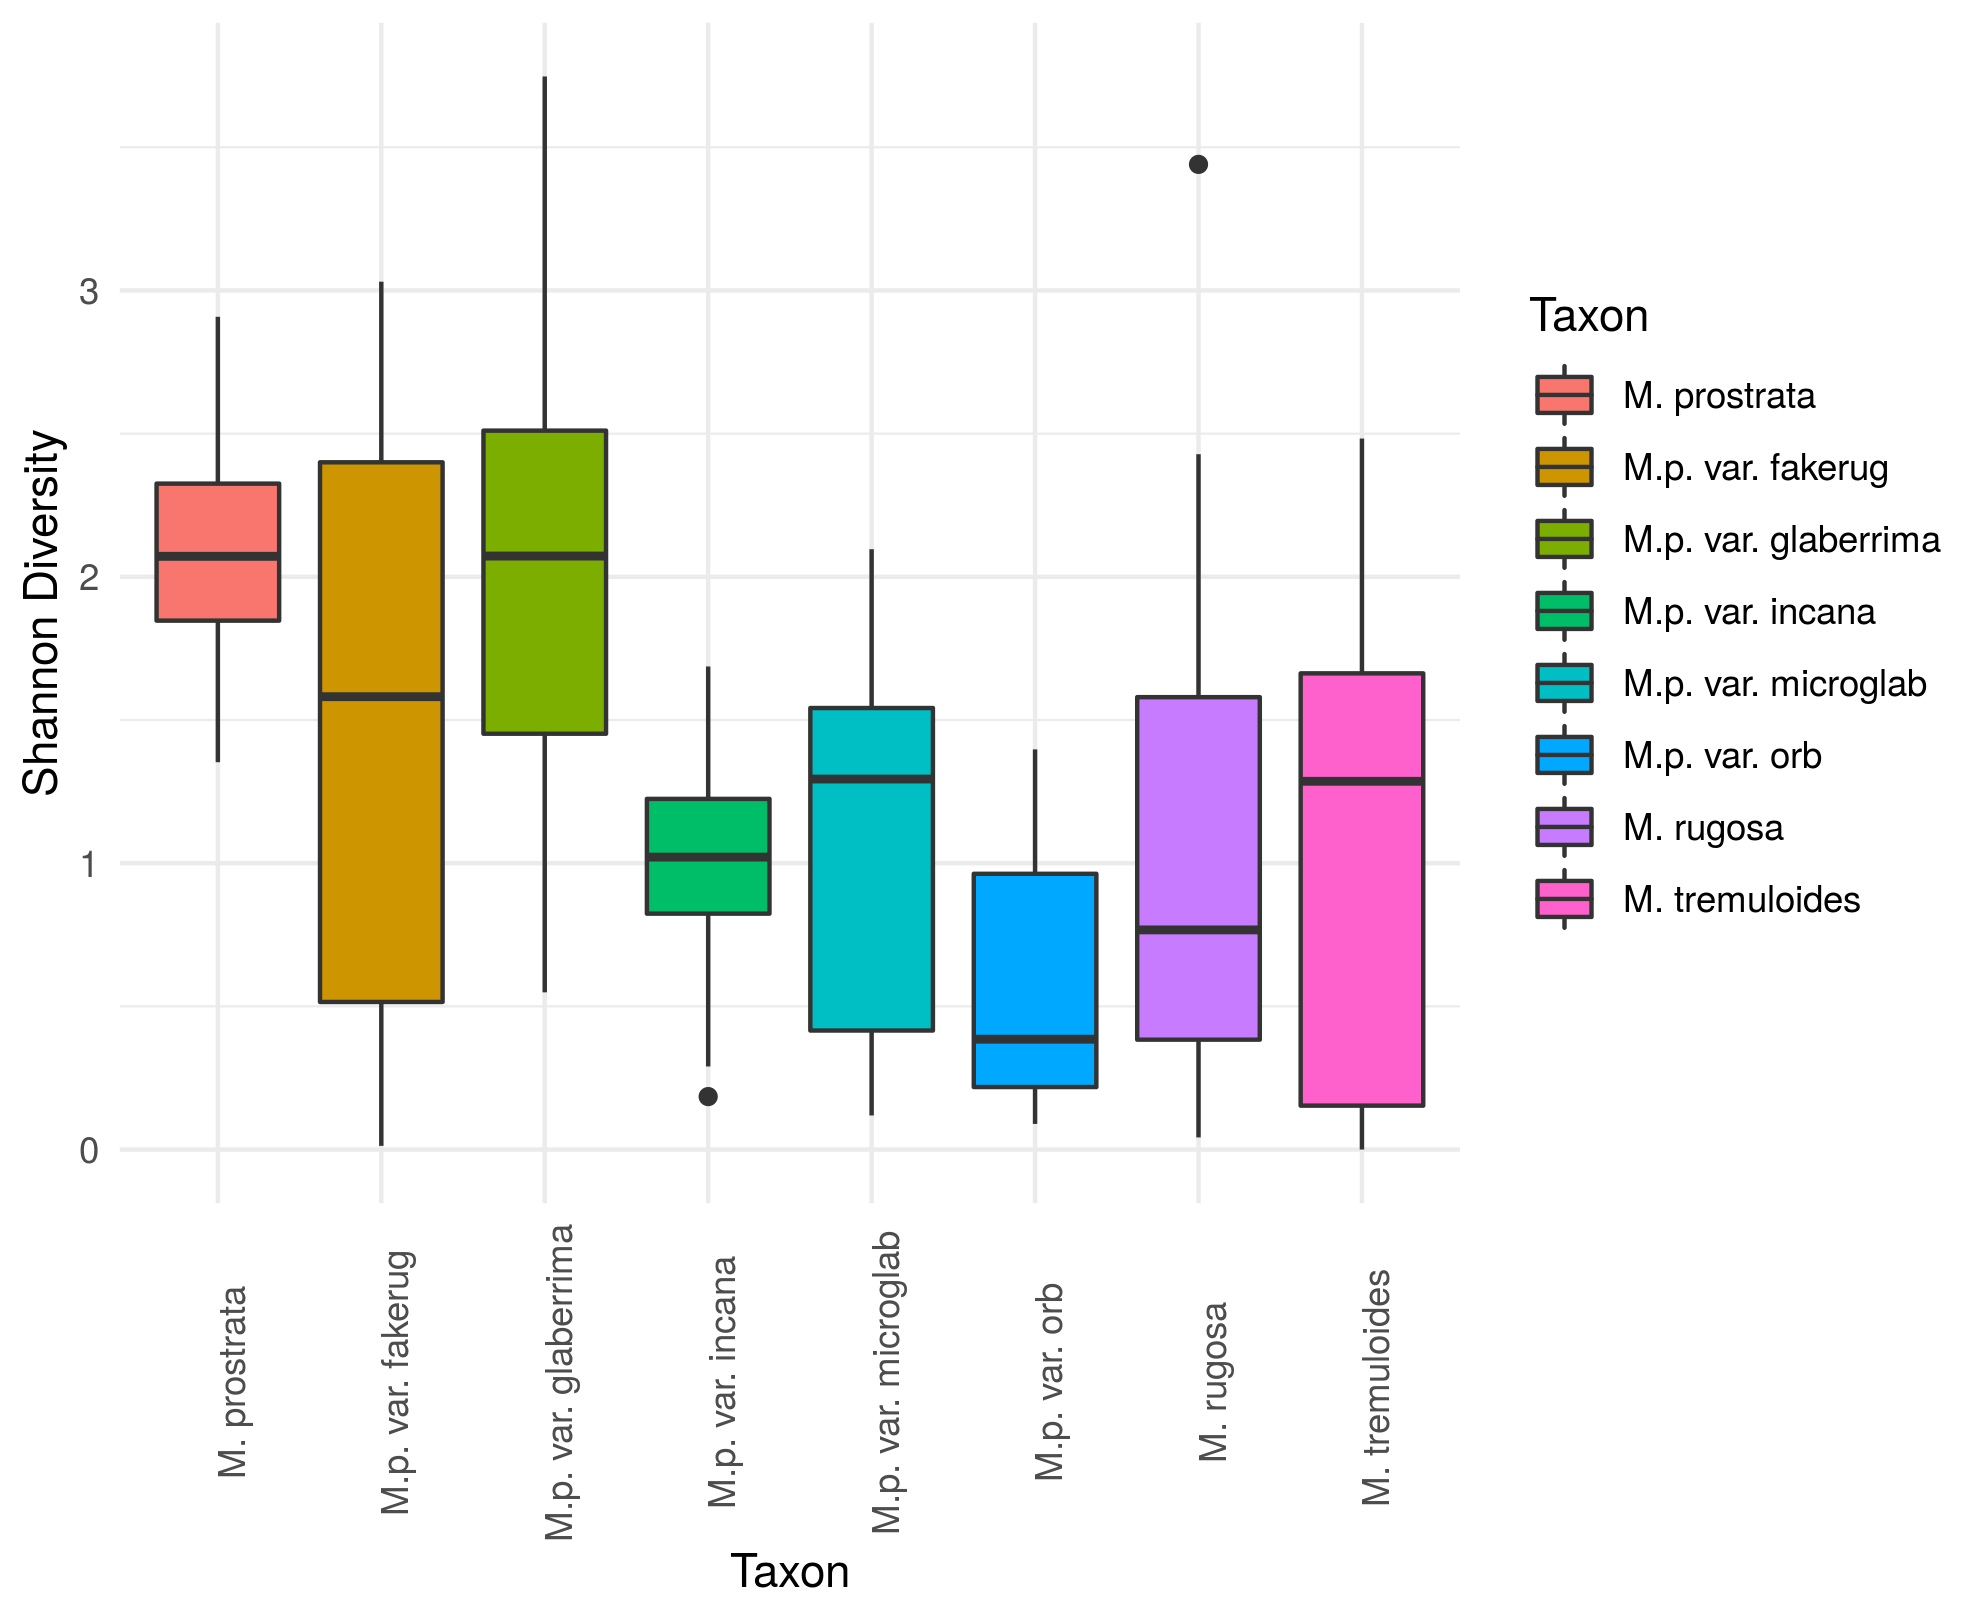 Shannon Diversity
3
2
1
0
M. prostrata
M.p. var. fakerug
M.p. var. glaberrima
M.p. var. incana
M.p. var. microglab
M.p. var. orb
M. rugosa
M. tremuloides
Taxon
Taxon
M. prostrata
M.p. var. fakerug
M.p. var. glaberrima
M.p. var. incana
M.p. var. microglab
M.p. var. orb
M. rugosa
M. tremuloides